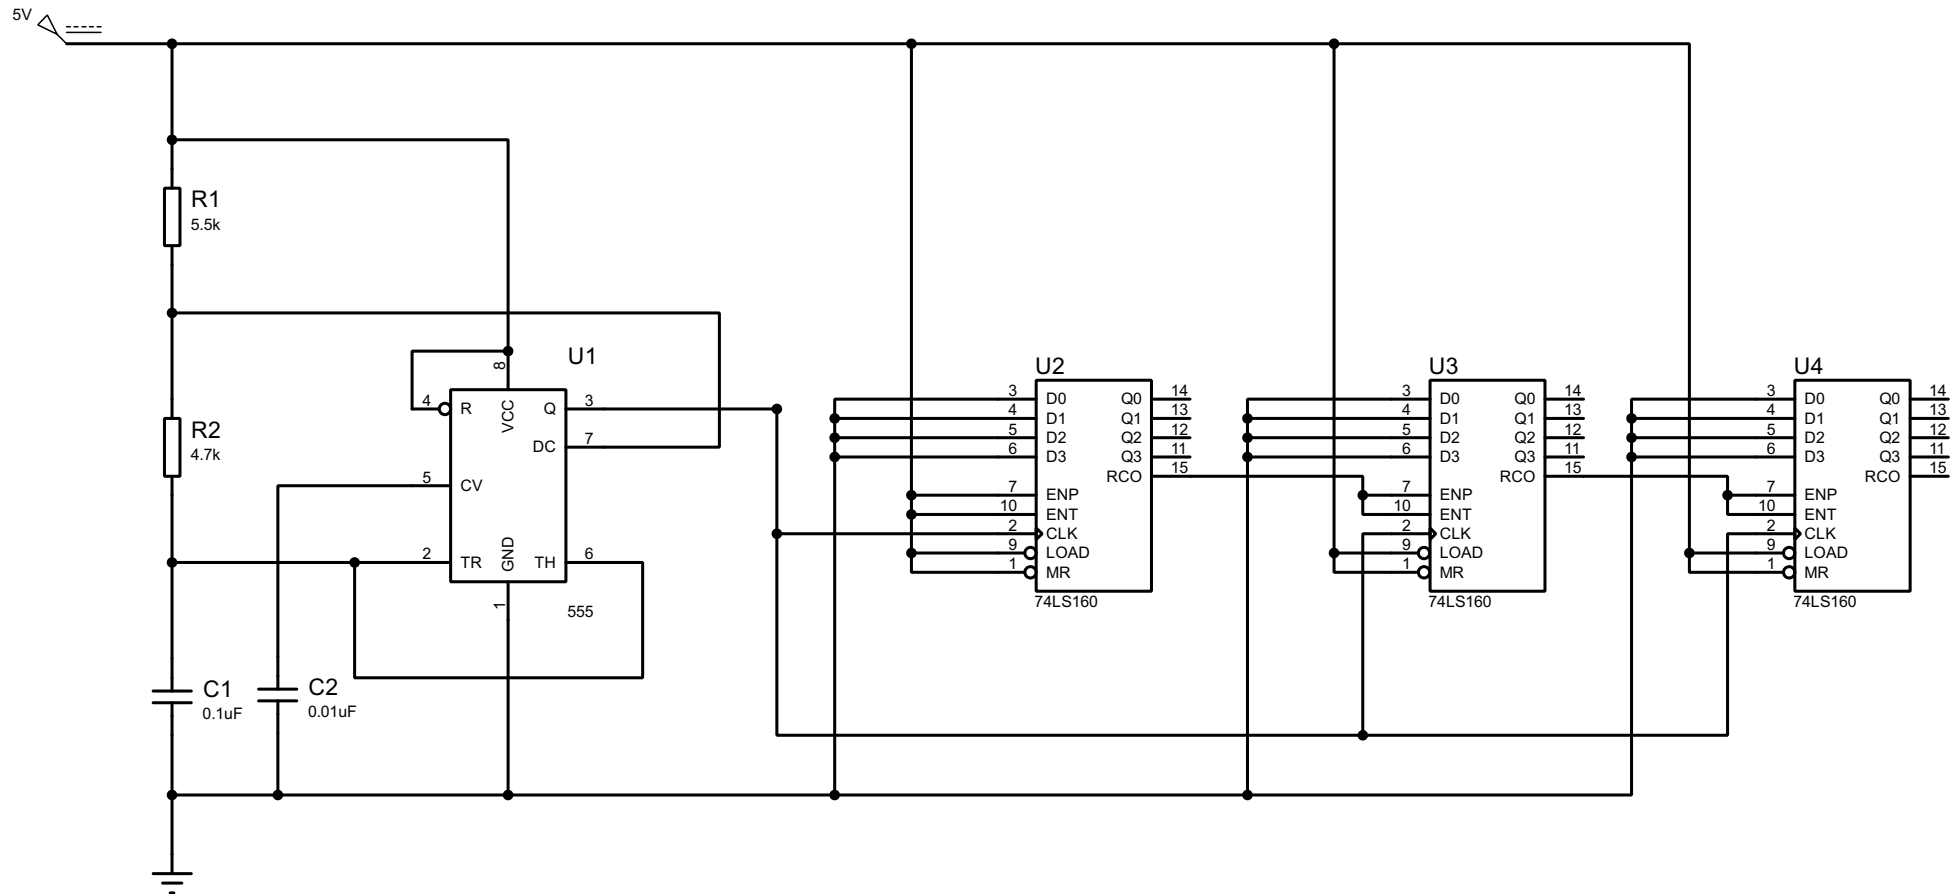 5V
R1
5.5k
R2
4.7k
C1
0.1uF
C2
0.01uF
U1
8
VCC
4 R Q 3
DC 7
5 CV
2 TR GND TH 6
1
555
U2
3 D0 Q0 14
4 D1 Q1 13
5 D2 Q2 12
6 D3 Q3 11
RCO 15
7 ENP
10 ENT
2 CLK
9 LOAD
1 MR
74LS160
U3
3 D0 Q0 14
4 D1 Q1 13
5 D2 Q2 12
6 D3 Q3 11
RCO 15
7 ENP
10 ENT
2 CLK
9 LOAD
1 MR
74LS160
U4
3 D0 Q0 14
4 D1 Q1 13
5 D2 Q2 12
6 D3 Q3 11
RCO 15
7 ENP
10 ENT
2 CLK
9 LOAD
1 MR
74LS160